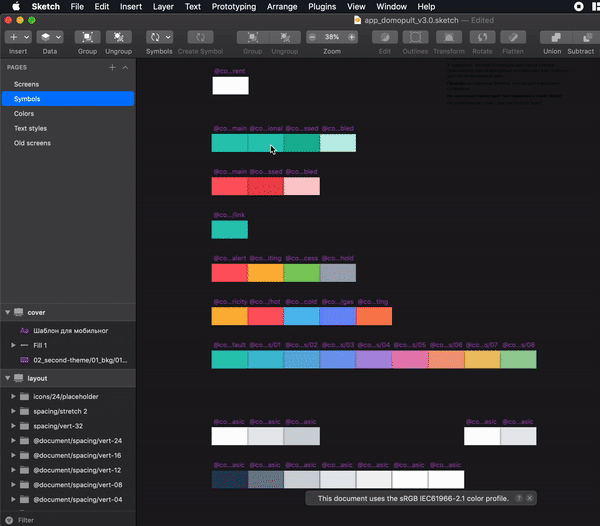 Sketch File Edit Insert Layer Text Prototyping Arrange Plugins View Window Help
app_domopult_v3.0.sketch — Edited
38%
Insert Data Group Ungroup Symbols Create Symbol Group Ungroup Zoom Edit Colors Outlines Transform Rotate Flatten Union Subtract
PAGES
Screens
Symbols
Colors
Text styles
Old screens
cover
Шаблон для мобильног
Fill 1
02_second-theme/01_bkg/01...
layout
icons/24/placeholder
spacing/stretch 2
spacing/vert-32
@document/spacing/vert-24
@document/spacing/vert-16
@document/spacing/vert-12
@document/spacing/vert-08
@document/spacing/vert-04
Filter
@co...rent
@co...main @co...ional @co...ssed @co...bled
@co...main @co...ssed @co...bled
@co.../link
@co...alert @co...iting @co...cess @co...hold
@co...ricity @co.../hot @co...cold @co.../gas @co...ting
@co...fault @co...s/01 @co...s/02 @co...s/03 @co...s/04 @co...s/05 @co...s/06 @co...s/07 @co...s/08
@co...asic @co...asic @co...asic @co...asic @co...asic
@co...asic @co...asic @co...asic @co...asic @co...asic @co...asic @co...asic
This document uses the sRGB IEC61966-2.1 color profile.